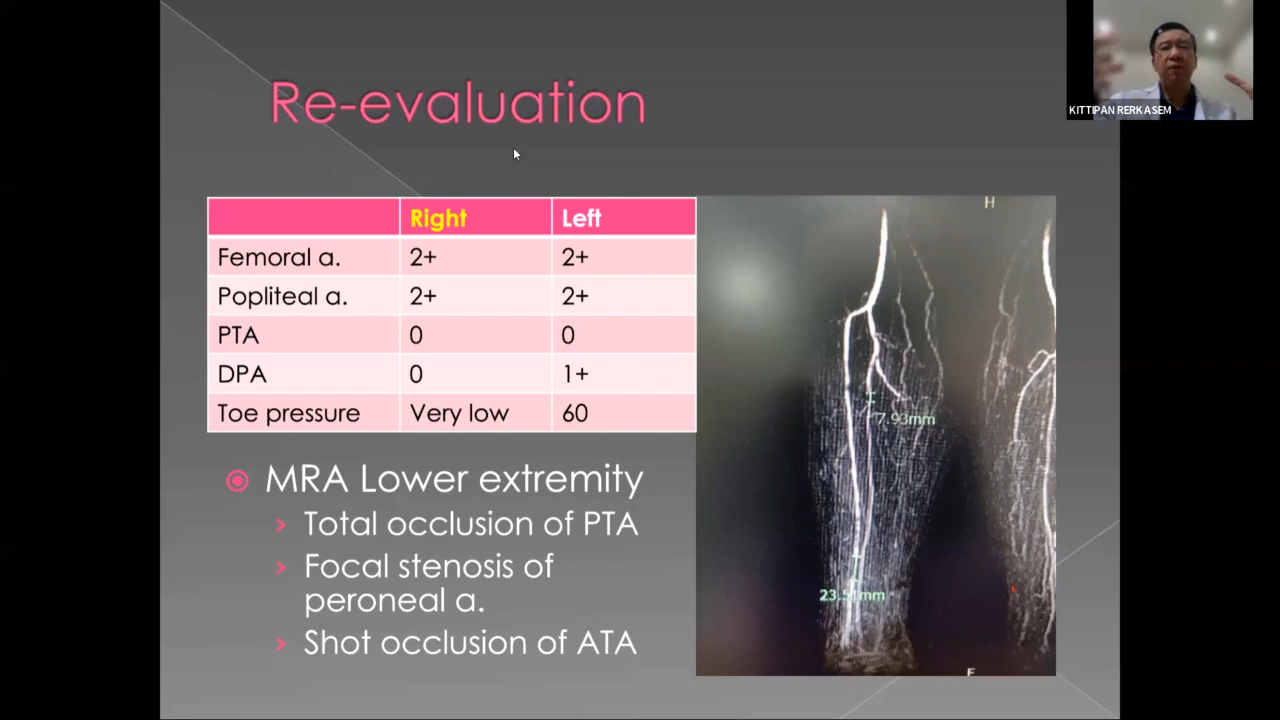 KITTIPAN RERKASEM
Re-evaluation
Right Left
Femoral a. 2+ 2+
Popliteal a. 2+ 2+
PTA 0 0
DPA 0 1+
Toe pressure Very low 60
MRA Lower extremity
Total occlusion of PTA
Focal stenosis of
peroneal a.
Shot occlusion of ATA
H
7.93mm
F